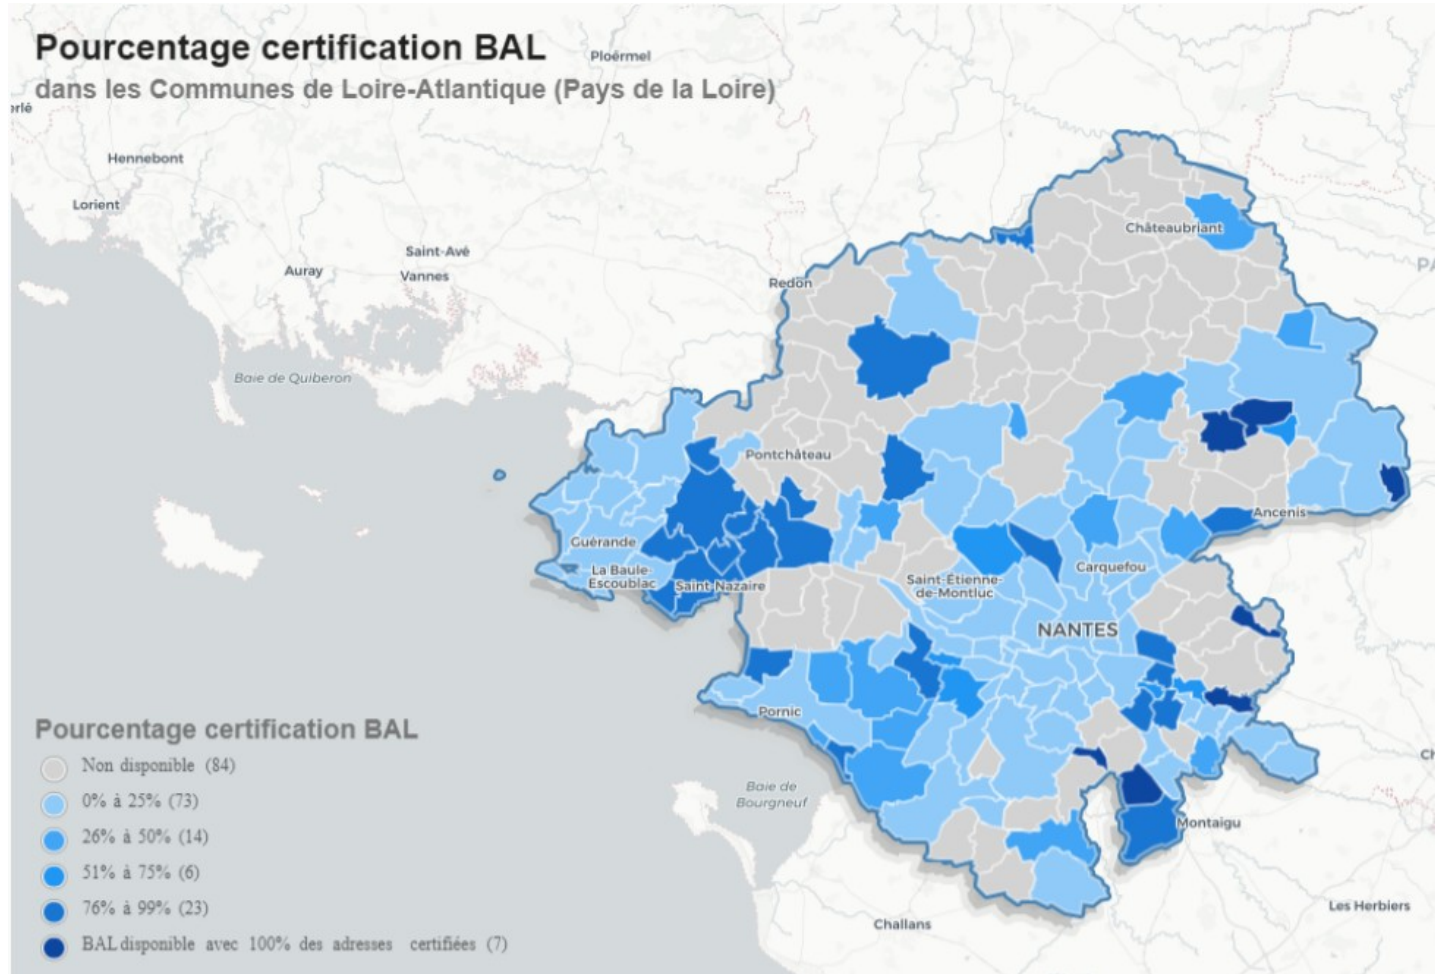 Pourcentage certification BAL
dans les Communes de Loire-Atlantique (Pays de la Loire)
Ploërmel
Hennebont
Lorient
Saint-Avé
Auray
Vannes
Redon
Châteaubriant
Baie de Quiberon
Pontchâteau
Ancenis
Guérande
La Baule-
Escoublac
Saint-Nazaire
Saint-Étienne-
de-Montluc
Carquefou
NANTES
Pornic
Baie de
Bourgneuf
Montaigu
Challans
Les Herbiers
Pourcentage certification BAL
Non disponible (84)
0% à 25% (73)
26% à 50% (14)
51% à 75% (6)
76% à 99% (23)
BAL disponible avec 100% des adresses certifiées (7)